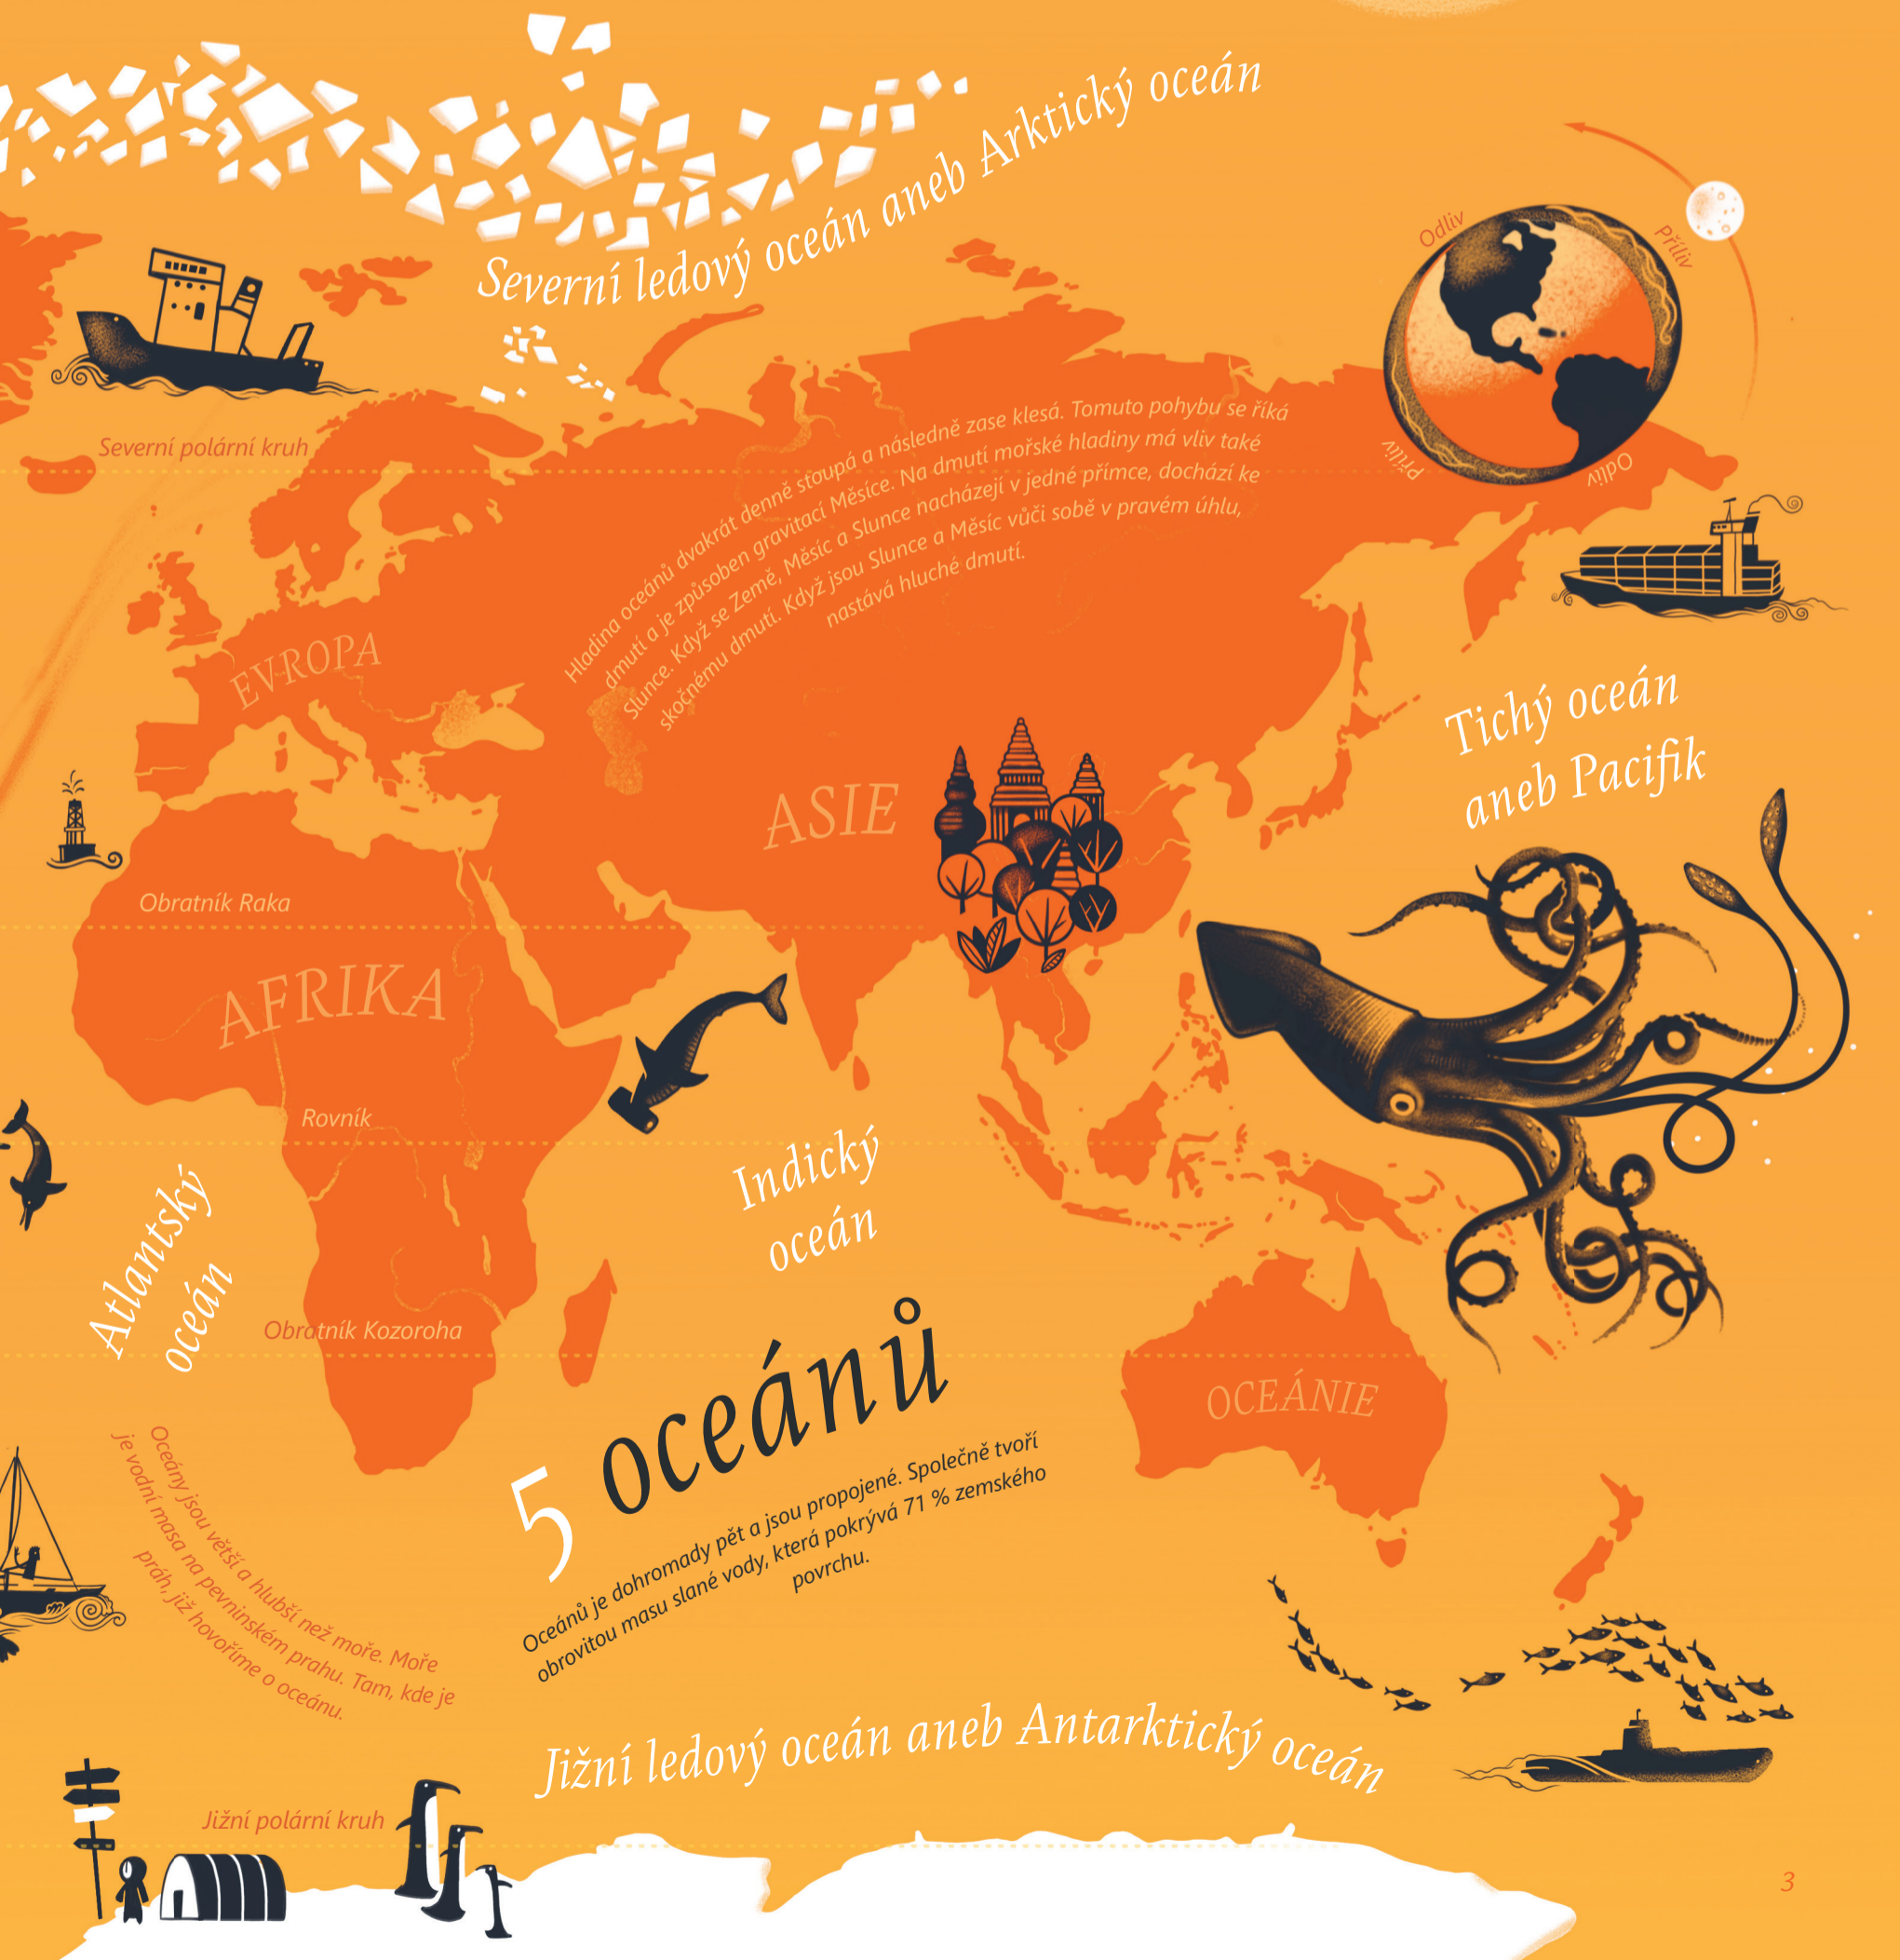 Severní ledový oceán aneb Arktický oceán
Odliv
Příliv
Příliv
Odliv
Severní polární kruh
Hladina oceánů dvakrát denně stoupá a následně zase klesá. Tomuto pohybu se říká
dmutí a je způsoben gravitací Měsíce. Na dmutí mořské hladiny má vliv také
Slunce. Když se Země, Měsíc a Slunce nacházejí v jedné přímce, dochází ke
skočnému dmutí. Když jsou Slunce a Měsíc vůči sobě v pravém úhlu,
nastává hluché dmutí.
EVROPA
Tichý oceán
aneb Pacifik
ASIE
Obratník Raka
AFRIKA
Rovník
Indický
oceán
Atlantský
oceán
Obratník Kozoroha
OCEÁNIE
5 oceánů
Oceánů je dohromady pět a jsou propojené. Společně tvoří
obrovitou masu slané vody, která pokrývá 71 % zemského
povrchu.
Oceány jsou větší a hlubší než moře. Moře
je vodní masa na pevninském prahu. Tam, kde je
práh, již hovoříme o oceánu.
Jižní ledový oceán aneb Antarktický oceán
Jižní polární kruh
3